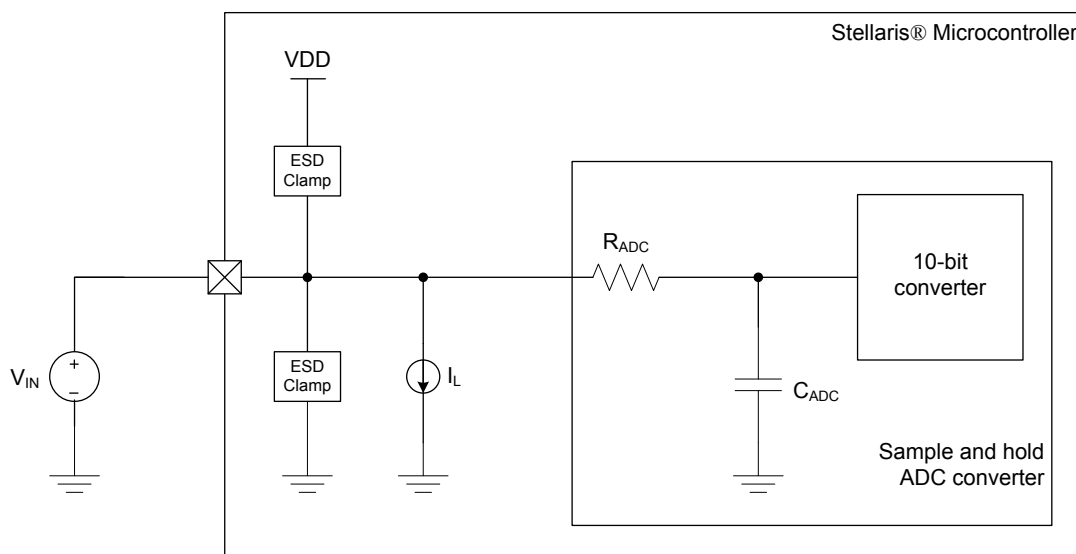 Stellaris® Microcontroller
VDD
ESD
Clamp
R_ADC
10-bit
converter
V_IN
+
−
ESD
Clamp
I_L
C_ADC
Sample and hold
ADC converter